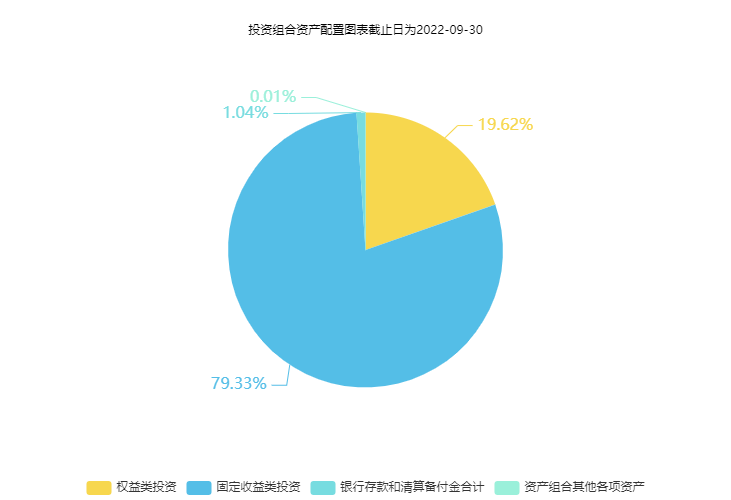 投资组合资产配置图表截止日为2022-09-30
0.01%
1.04%
19.62%
79.33%
权益类投资 固定收益类投资 银行存款和清算备付金合计 资产组合其他各项资产